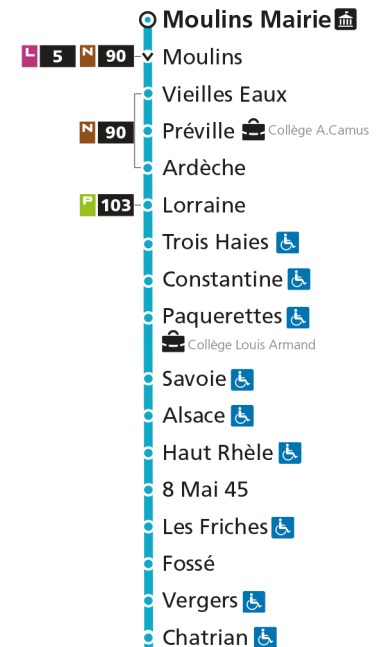 Moulins Mairie
L 5 N 90 Moulins
Vieilles Eaux
N 90 Préville Collège A.Camus
Ardèche
P 103 Lorraine
Trois Haies
Constantine
Paquerettes
Collège Louis Armand
Savoie
Alsace
Haut Rhèle
8 Mai 45
Les Friches
Fossé
Vergers
Chatrian